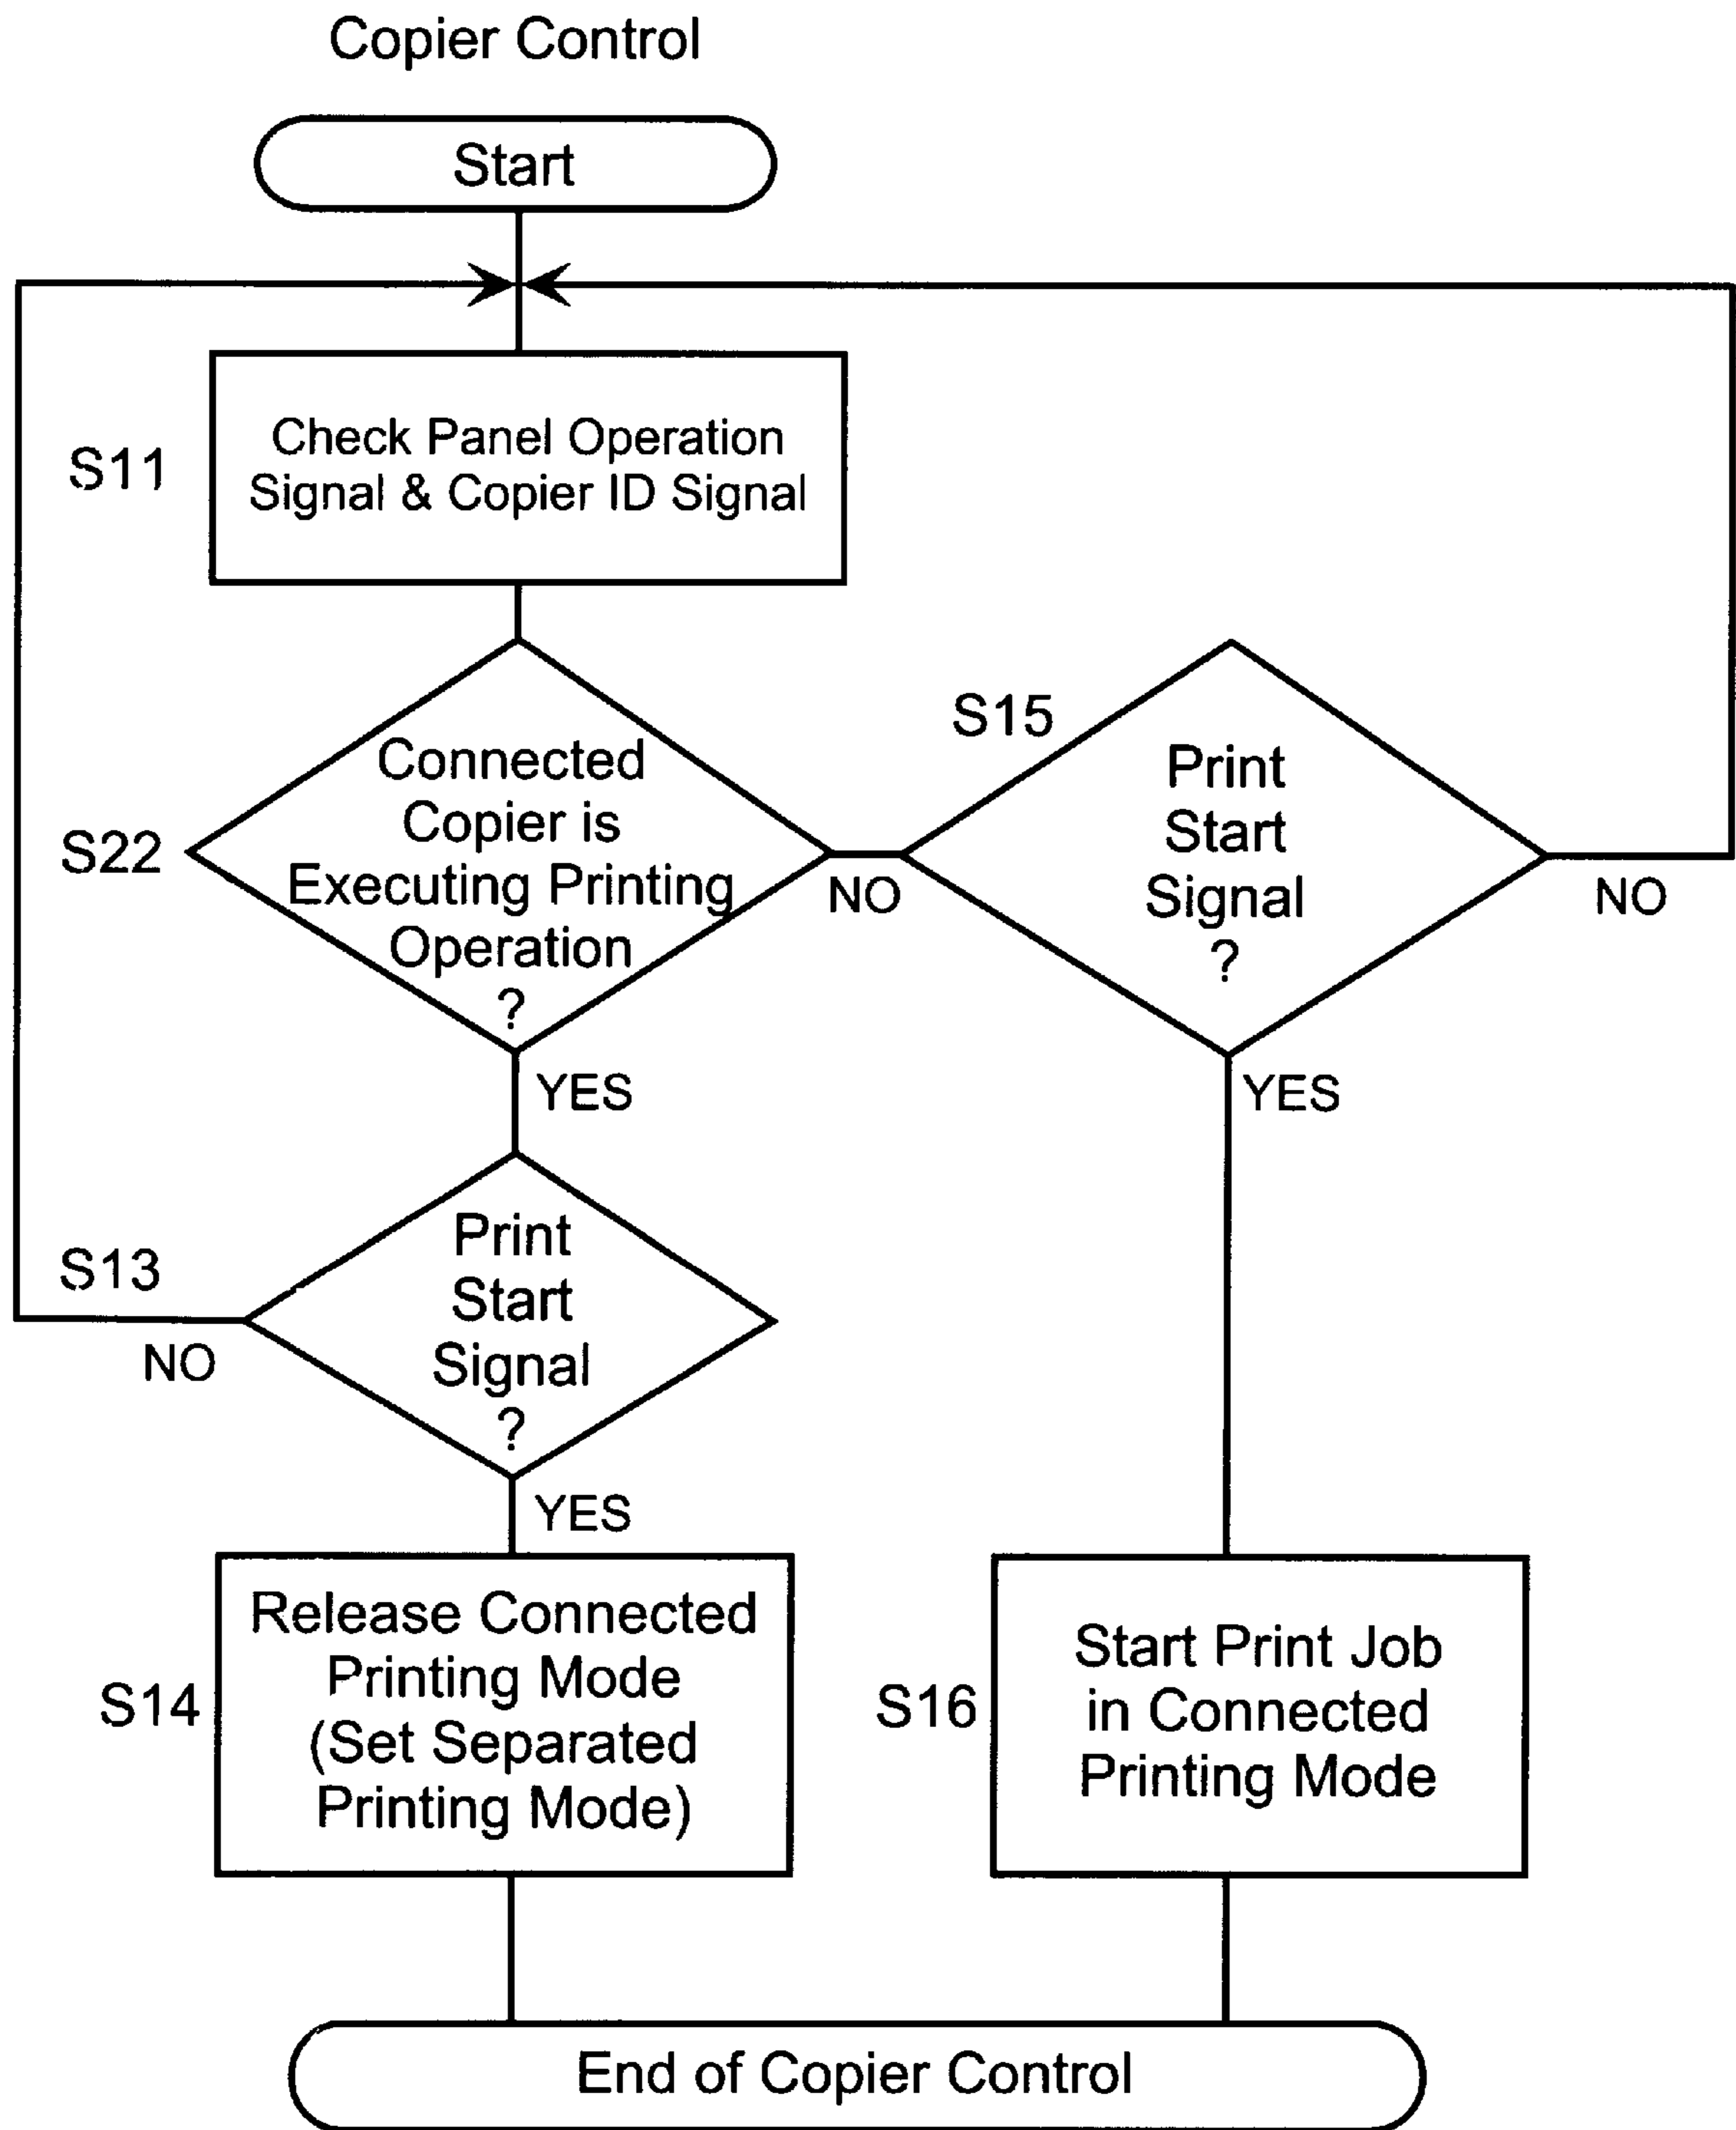 Copier Control
Start
S11
Check Panel Operation
Signal & Copier ID Signal
S22
Connected
Copier is
Executing Printing
Operation
?
NO
YES
S15
Print
Start
Signal
?
NO
YES
S13
Print
Start
Signal
?
NO
YES
S14
Release Connected
Printing Mode
(Set Separated
Printing Mode)
S16
Start Print Job
in Connected
Printing Mode
End of Copier Control